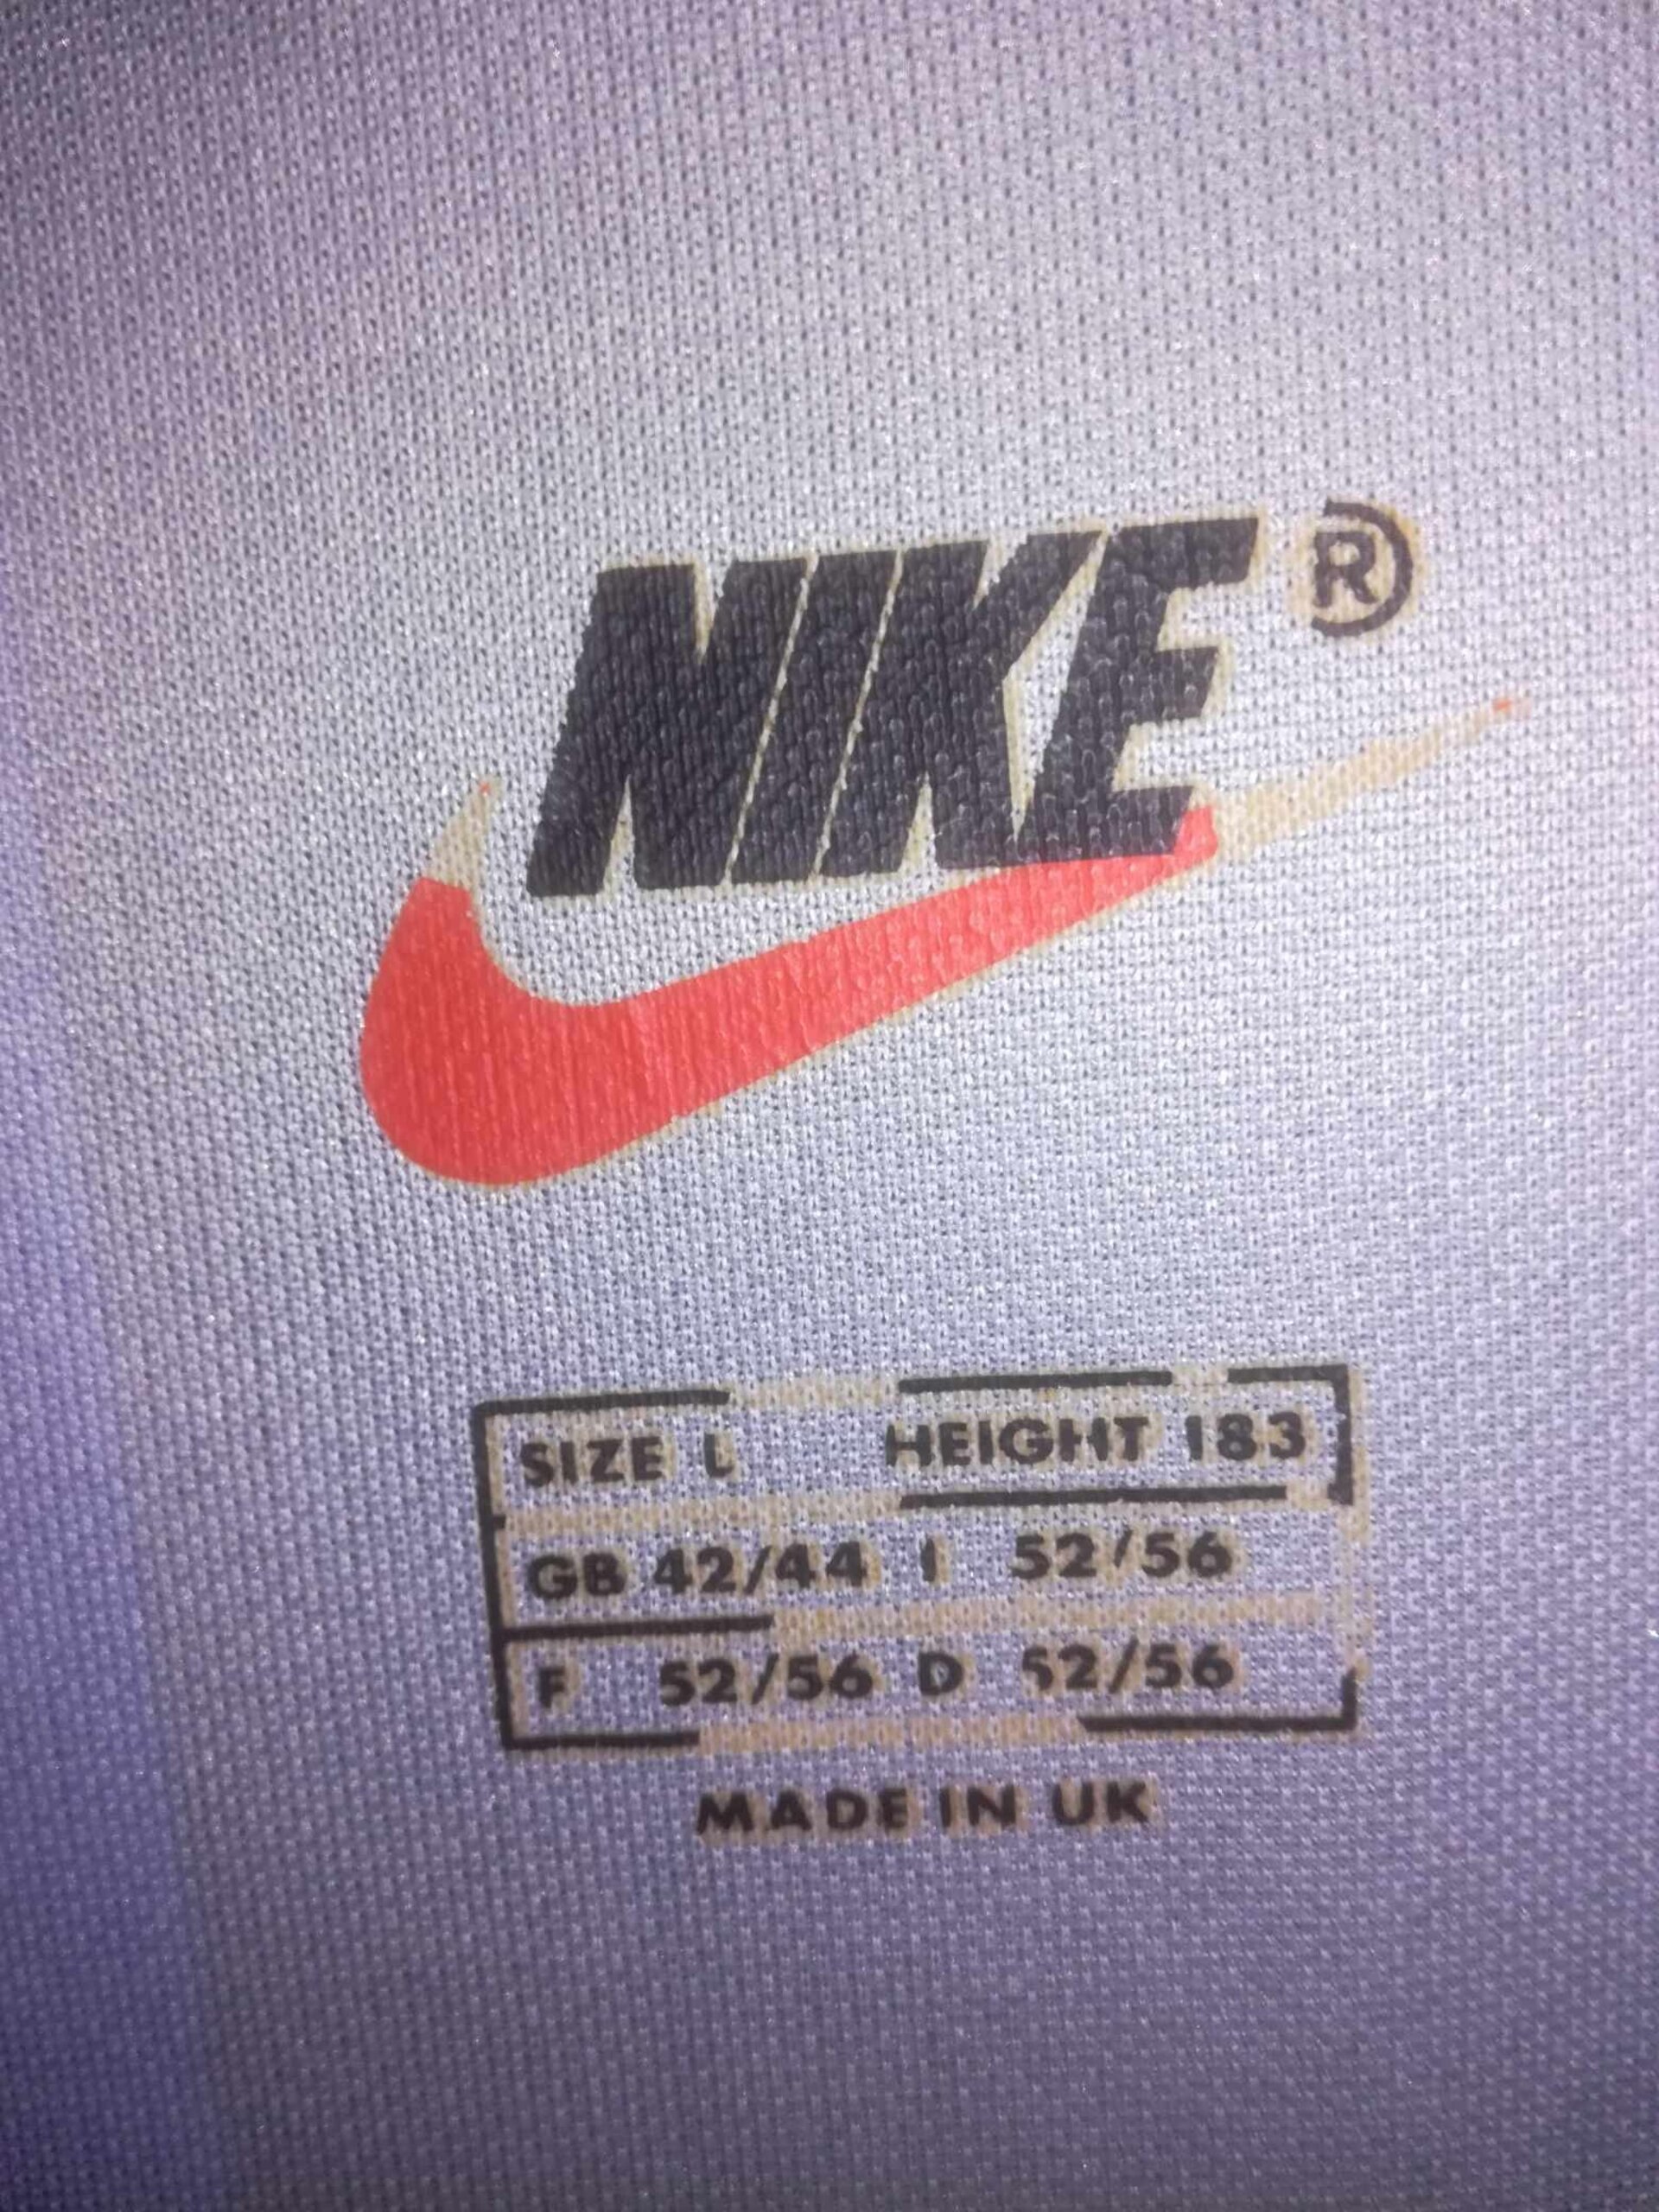 NIKE®
SIZE L HEIGHT 183
GB 42/44 I 52/56
F 52/56 D 52/56
MADE IN UK